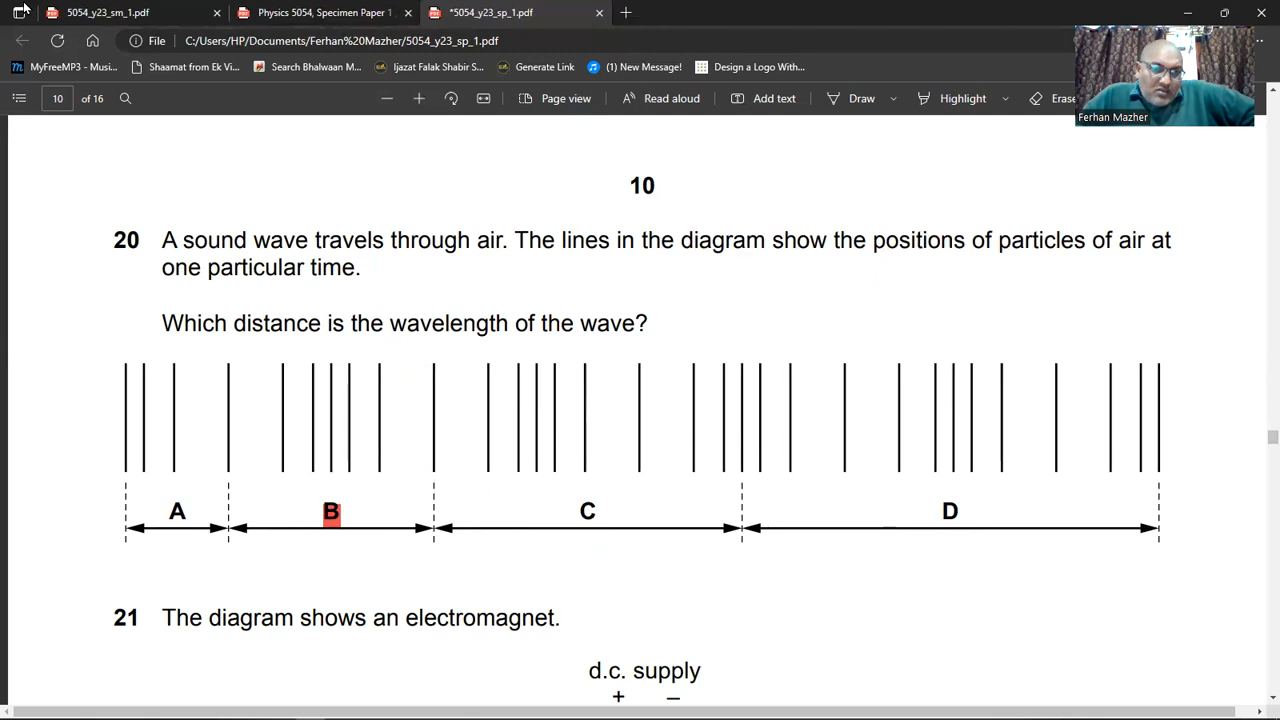 5054_y23_sm_1.pdf
Physics 5054, Specimen Paper 1
*5054_y23_sp_1.pdf
File
C:/Users/HP/Documents/Ferhan%20Mazher/5054_y23_sp_1.pdf
MyFreeMP3 - Musi...
Shaamat from Ek Vi...
Search Bhalwaan M...
Ijazat Falak Shabir S...
Generate Link
(1) New Message!
Design a Logo With...
10 of 16
Page view
Read aloud
Add text
Draw
Highlight
Erase
Ferhan Mazher
10
20 A sound wave travels through air. The lines in the diagram show the positions of particles of air at
one particular time.
Which distance is the wavelength of the wave?
A B C D
21 The diagram shows an electromagnet.
d.c. supply
+ –